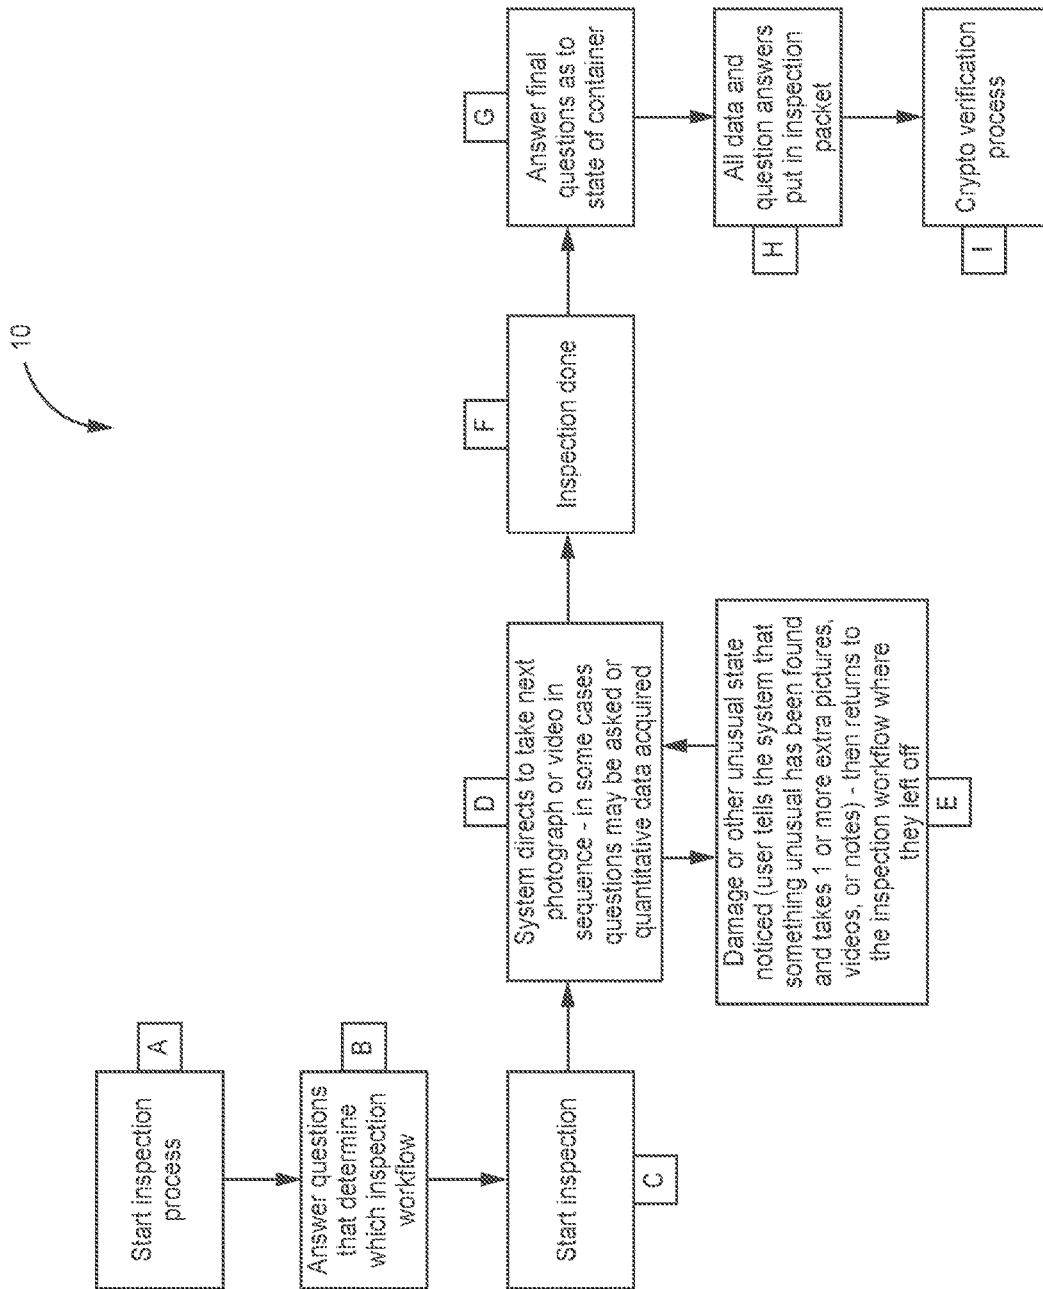 10
A
Start inspection
process
B
Answer questions
that determine
which inspection
workflow
Start inspection
C
D
System directs to take next
photograph or video in
sequence - in some cases
questions may be asked or
quantitative data acquired
Damage or other unusual state
noticed (user tells the system that
something unusual has been found
and takes 1 or more extra pictures,
videos, or notes) - then returns to
the inspection workflow where
they left off
E
F
Inspection done
G
Answer final
questions as to
state of container
H
All data and
question answers
put in inspection
packet
I
Crypto verification
process